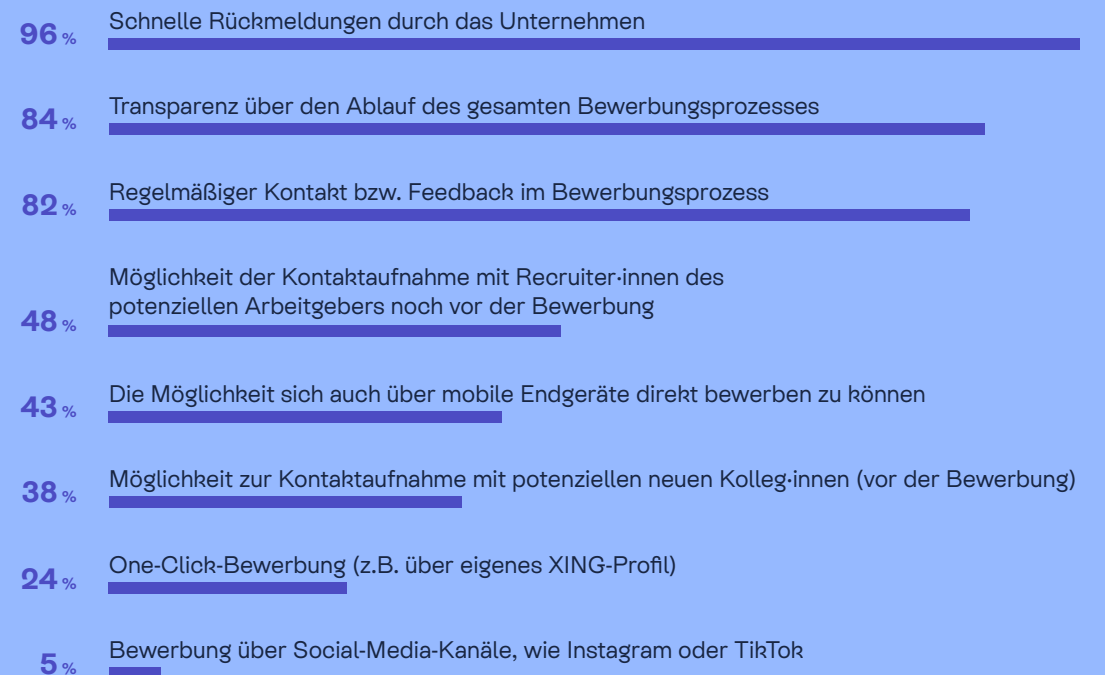 Schnelle Rückmeldungen durch das Unternehmen
96 %
Transparenz über den Ablauf des gesamten Bewerbungsprozesses
84 %
Regelmäßiger Kontakt bzw. Feedback im Bewerbungsprozess
82 %
Möglichkeit der Kontaktaufnahme mit Recruiter·innen des
potenziellen Arbeitgebers noch vor der Bewerbung
48 %
Die Möglichkeit sich auch über mobile Endgeräte direkt bewerben zu können
43 %
Möglichkeit zur Kontaktaufnahme mit potenziellen neuen Kolleg·innen (vor der Bewerbung)
38 %
One-Click-Bewerbung (z.B. über eigenes XING-Profil)
24 %
Bewerbung über Social-Media-Kanäle, wie Instagram oder TikTok
5 %